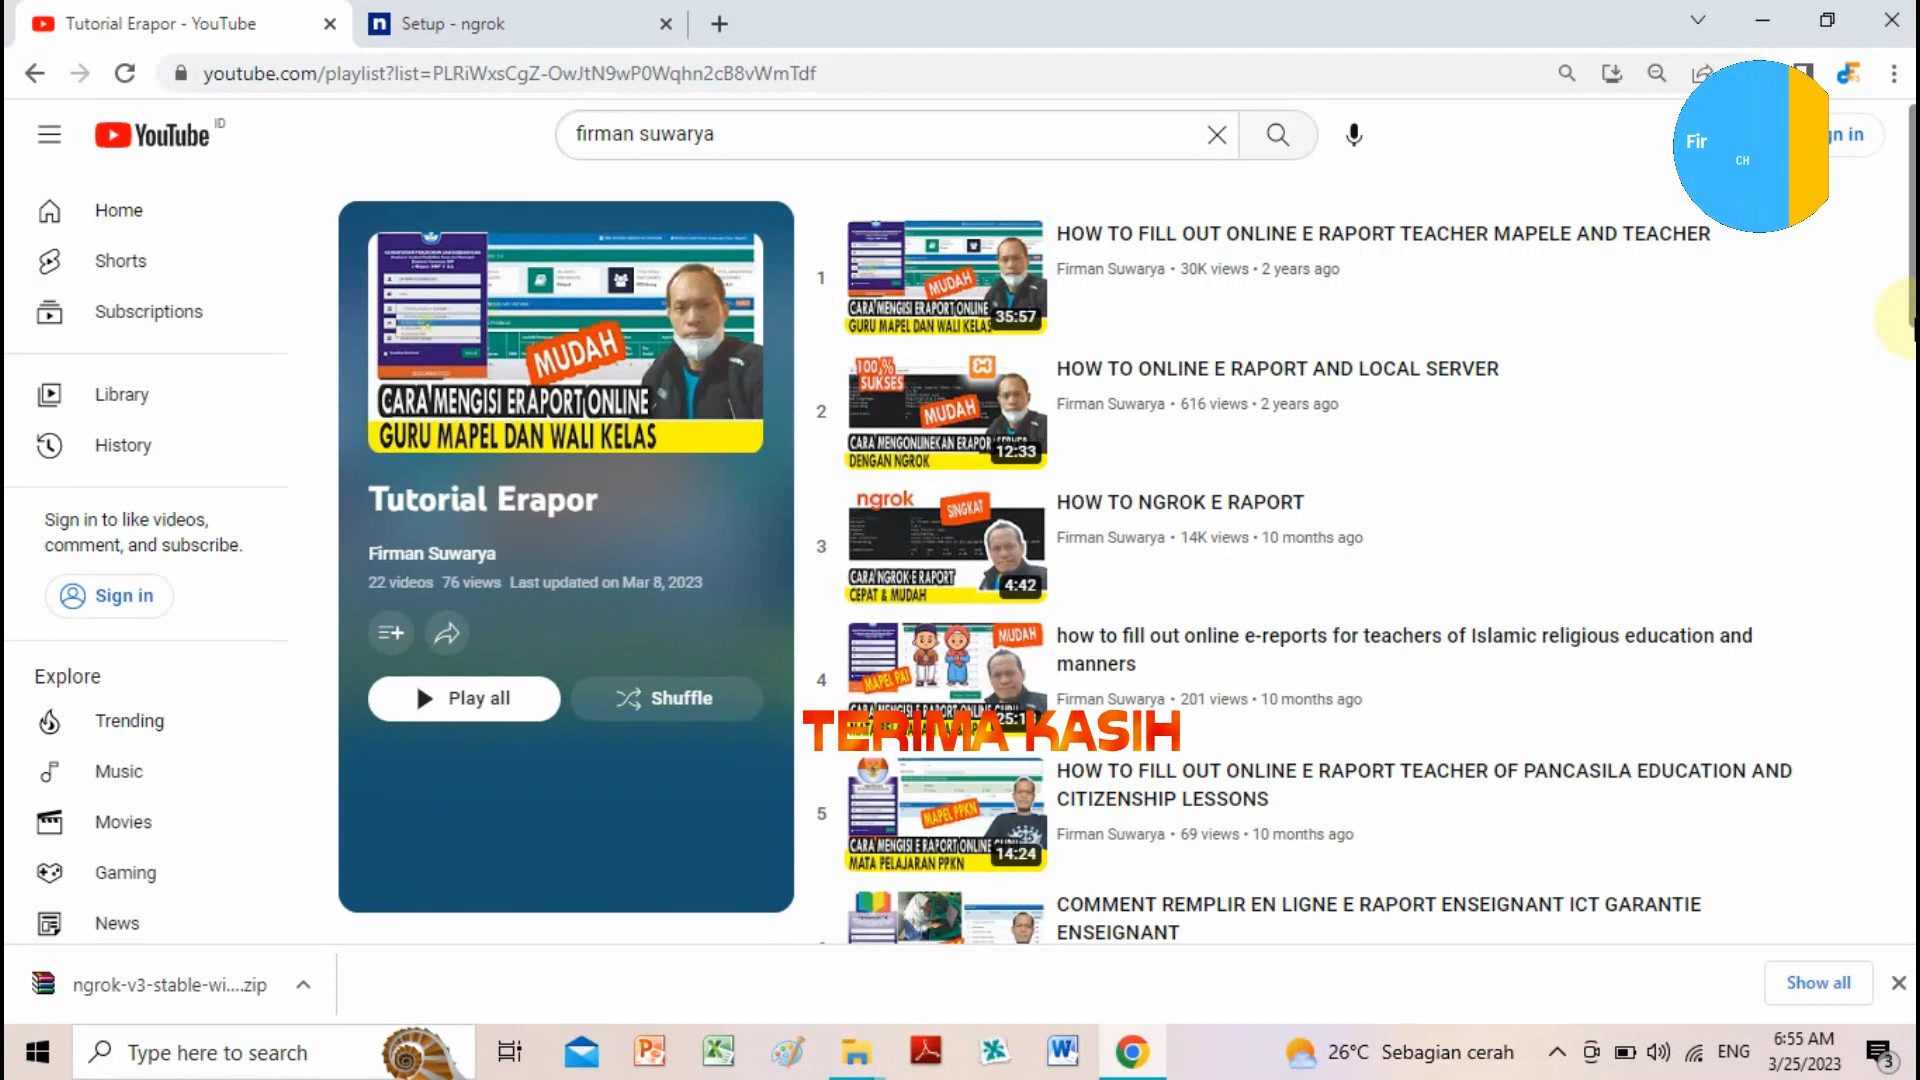 Tutorial Erapor - YouTube
Setup - ngrok
youtube.com/playlist?list=PLRiWxsCgZ-OwJtN9wP0Wqhn2cB8vWmTdf
YouTube ID
firman suwarya
Fir
CH
gn in
Home
Shorts
Subscriptions
Library
History
Sign in to like videos,
comment, and subscribe.
Sign in
Explore
Trending
Music
Movies
Gaming
News
MUDAH
CARA MENGISI ERAPORT ONLINE
GURU MAPEL DAN WALI KELAS
Tutorial Erapor
Firman Suwarya
22 videos 76 views Last updated on Mar 8, 2023
Play all
Shuffle
1
MUDAH
CARA MENGISI ERAPORT ONLINE
GURU MAPEL DAN WALI KELAS
35:57
HOW TO FILL OUT ONLINE E RAPORT TEACHER MAPELE AND TEACHER
Firman Suwarya • 30K views • 2 years ago
2
100%
SUKSES
MUDAH
CARA MENGONLINEKAN ERAPOR SERVER
DENGAN NGROK
12:33
HOW TO ONLINE E RAPORT AND LOCAL SERVER
Firman Suwarya • 616 views • 2 years ago
3
ngrok
SINGKAT
CARA NGROK E RAPORT
CEPAT & MUDAH
4:42
HOW TO NGROK E RAPORT
Firman Suwarya • 14K views • 10 months ago
4
MUDAH
MAPEL PAI
how to fill out online e-reports for teachers of Islamic religious education and
manners
Firman Suwarya • 201 views • 10 months ago
TERIMA KASIH
5
MAPEL PPKN
CARA MENGISI E RAPORT ONLINE GURU
MATA PELAJARAN PPKN
14:24
HOW TO FILL OUT ONLINE E RAPORT TEACHER OF PANCASILA EDUCATION AND
CITIZENSHIP LESSONS
Firman Suwarya • 69 views • 10 months ago
COMMENT REMPLIR EN LIGNE E RAPORT ENSEIGNANT ICT GARANTIE
ENSEIGNANT
ngrok-v3-stable-wi....zip
Show all
Type here to search
26°C Sebagian cerah
ENG
6:55 AM
3/25/2023
3